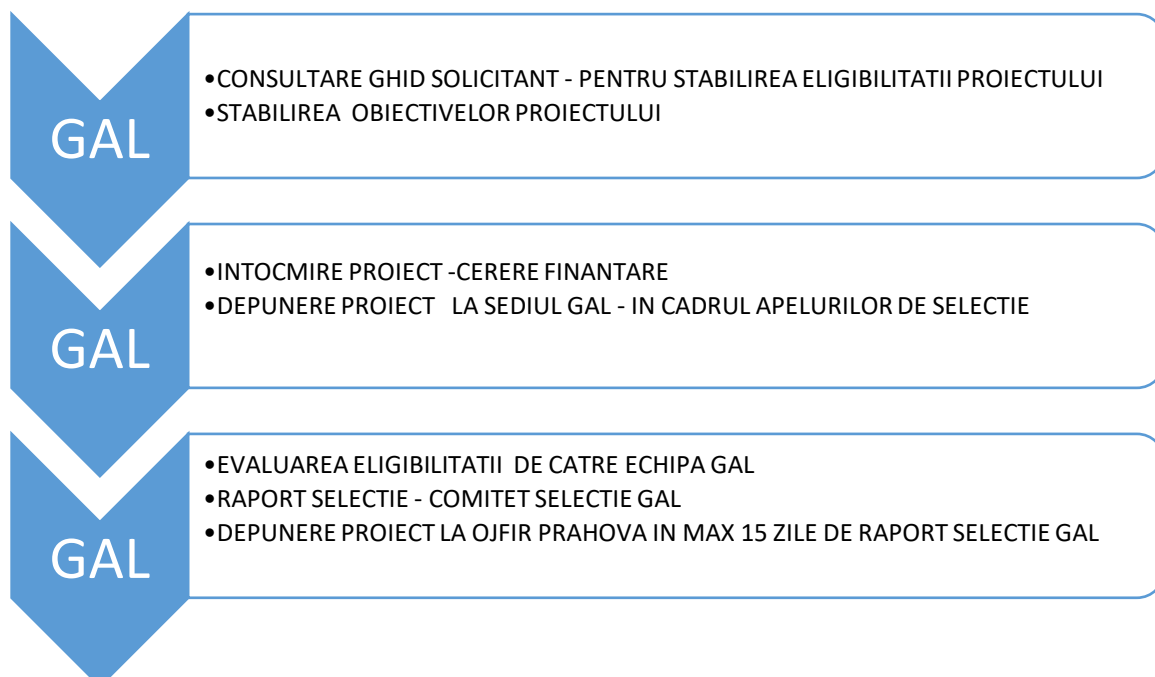 GAL
•CONSULTARE GHID SOLICITANT - PENTRU STABILIREA ELIGIBILITATII PROIECTULUI
•STABILIREA OBIECTIVELOR PROIECTULUI
GAL
•INTOCMIRE PROIECT -CERERE FINANTARE
•DEPUNERE PROIECT LA SEDIUL GAL - IN CADRUL APELURILOR DE SELECTIE
GAL
•EVALUAREA ELIGIBILITATII DE CATRE ECHIPA GAL
•RAPORT SELECTIE - COMITET SELECTIE GAL
•DEPUNERE PROIECT LA OJFIR PRAHOVA IN MAX 15 ZILE DE RAPORT SELECTIE GAL